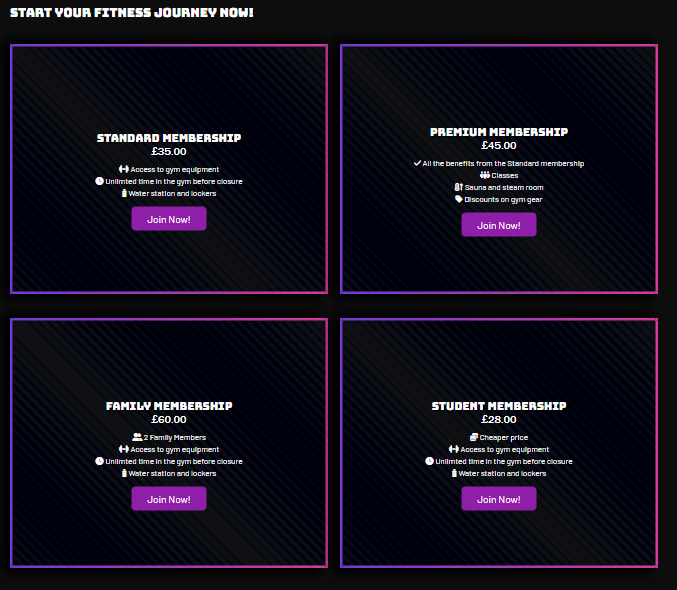 START YOUR FITNESS JOURNEY NOW!
STANDARD MEMBERSHIP
£35.00
Access to gym equipment
Unlimted time in the gym before closure
Water station and lockers
Join Now!
PREMIUM MEMBERSHIP
£45.00
All the benefits from the Standard membership
Classes
Sauna and steam room
Discounts on gym gear
Join Now!
FAMILY MEMBERSHIP
£60.00
2 Family Members
Access to gym equipment
Unlimted time in the gym before closure
Water station and lockers
Join Now!
STUDENT MEMBERSHIP
£28.00
Cheaper price
Access to gym equipment
Unlimted time in the gym before closure
Water station and lockers
Join Now!